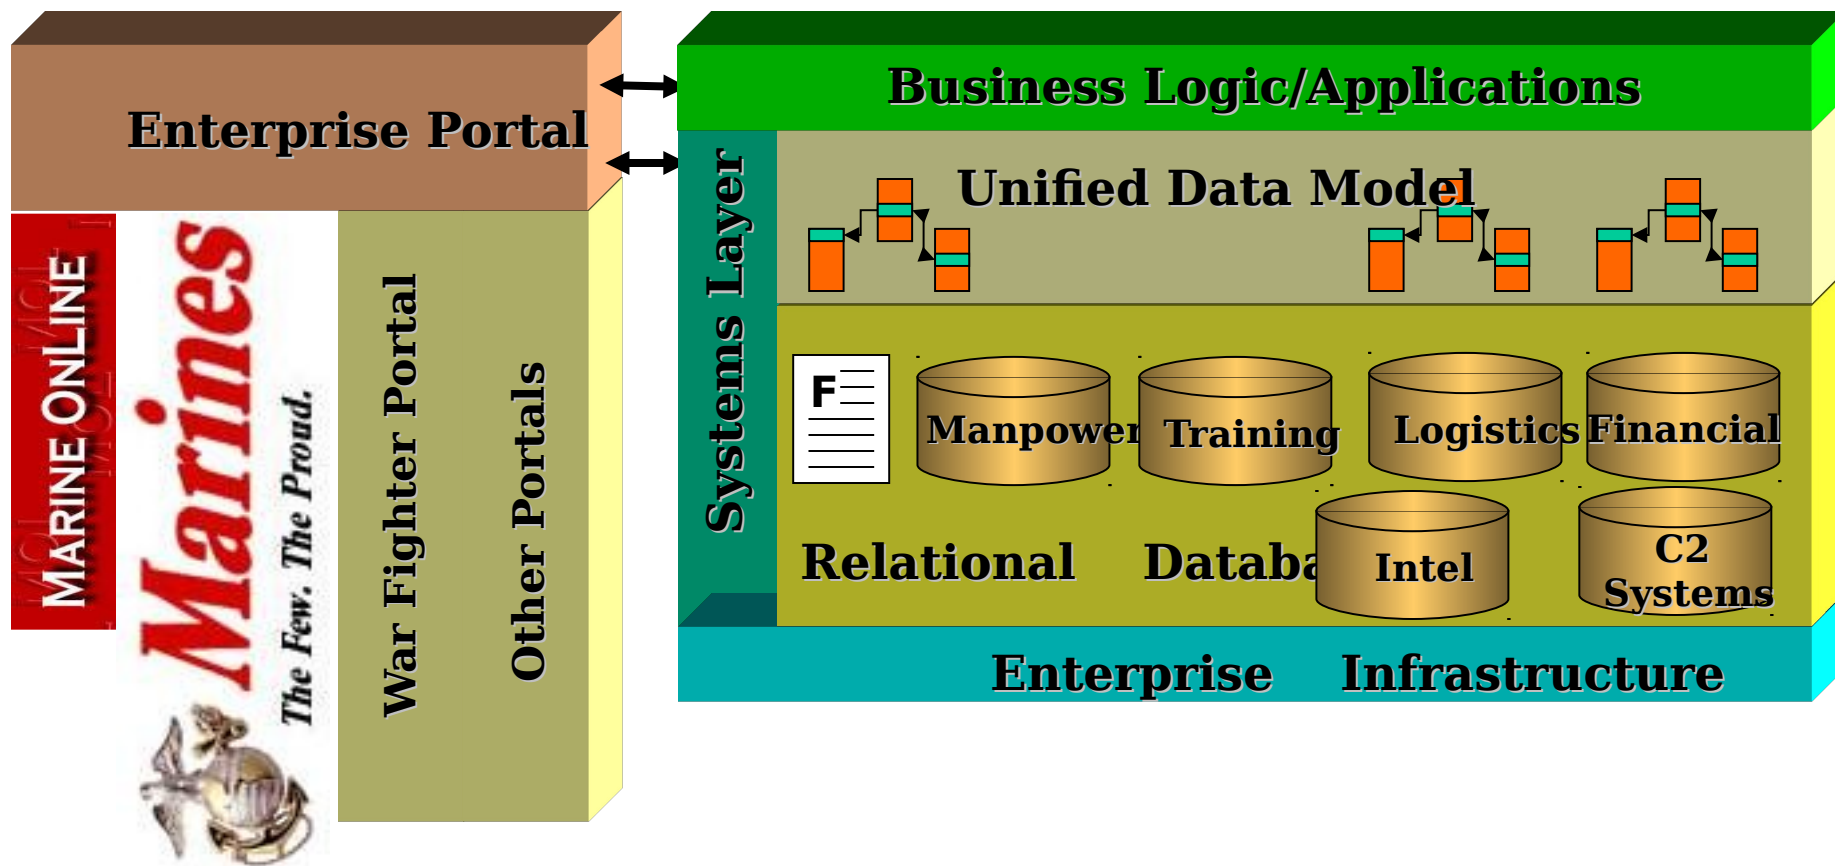 Enterprise Portal
MARINE ONLINE
Marines
The Few. The Proud.
War Fighter Portal
Other Portals
Business Logic/Applications
Systems Layer
Unified Data Model
F
Manpower
Training
Logistics
Financial
Relational Databa
Intel
C2
Systems
Enterprise Infrastructure